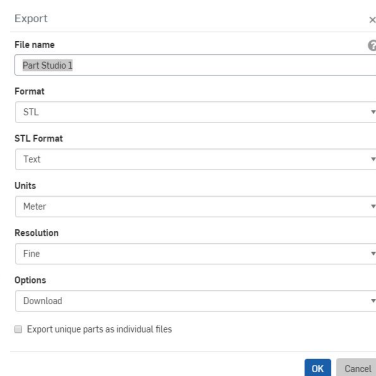 Export
×
File name
?
Part Studio 1
Format
STL
STL Format
Text
Units
Meter
Resolution
Fine
Options
Download
Export unique parts as individual files
OK Cancel